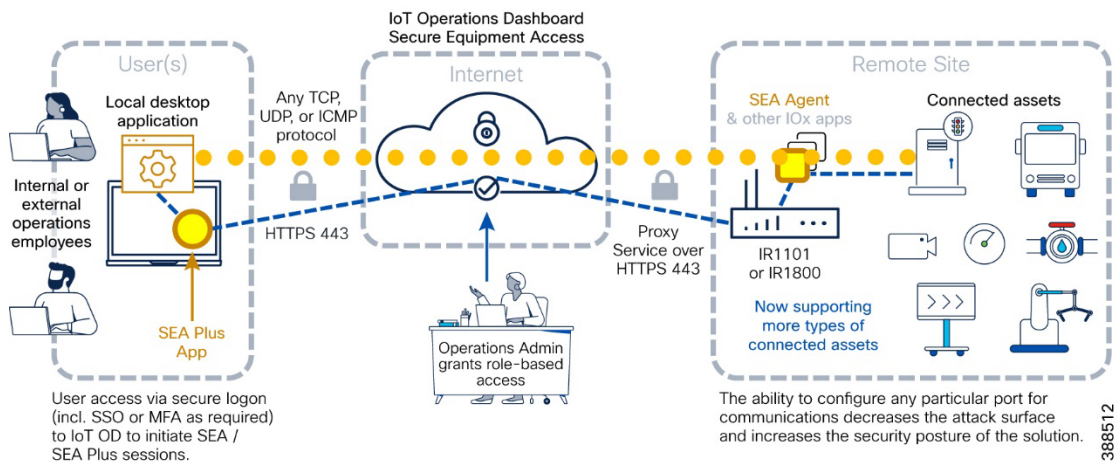 IoT Operations Dashboard
Secure Equipment Access
User(s)
Internet
Remote Site
Local desktop
application
Any TCP,
UDP, or ICMP
protocol
SEA Agent
& other IOx apps
Connected assets
Internal or
external
operations
employees
HTTPS 443
Proxy
Service over
HTTPS 443
IR1101
or IR1800
SEA Plus
App
Now supporting
more types of
connected assets
Operations Admin
grants role-based
access
User access via secure logon
(incl. SSO or MFA as required)
to IoT OD to initiate SEA /
SEA Plus sessions.
The ability to configure any particular port for
communications decreases the attack surface
and increases the security posture of the solution.
388512